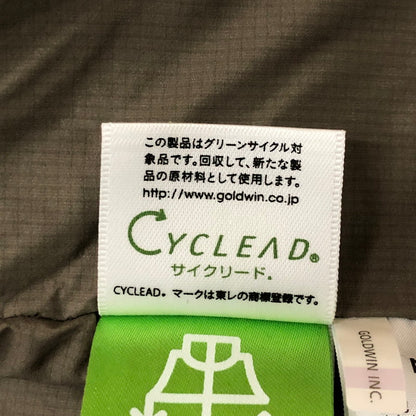 この製品はグリーンサイクル対
象品です。回収して、新たな製
品の原材料として使用します。
http://www.goldwin.co.jp
CYCLEAD®
サイクリード®
CYCLEAD® マークは東レの商標登録です。
GOLDWIN INC.